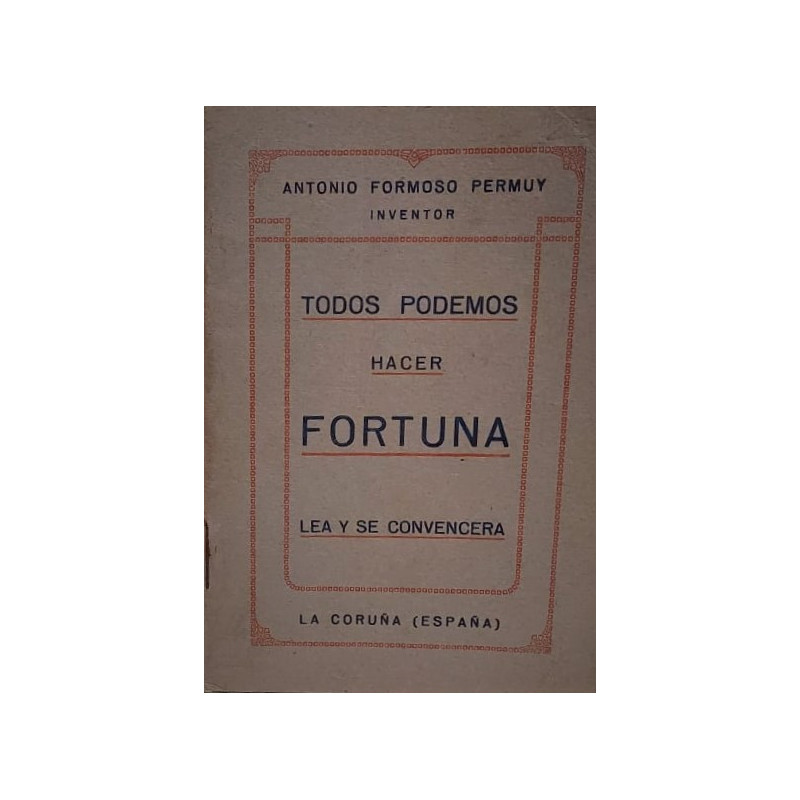 ANTONIO FORMOSO PERMUY
INVENTOR
TODOS PODEMOS
HACER
FORTUNA
LEA Y SE CONVENCERA
LA CORUÑA (ESPAÑA)